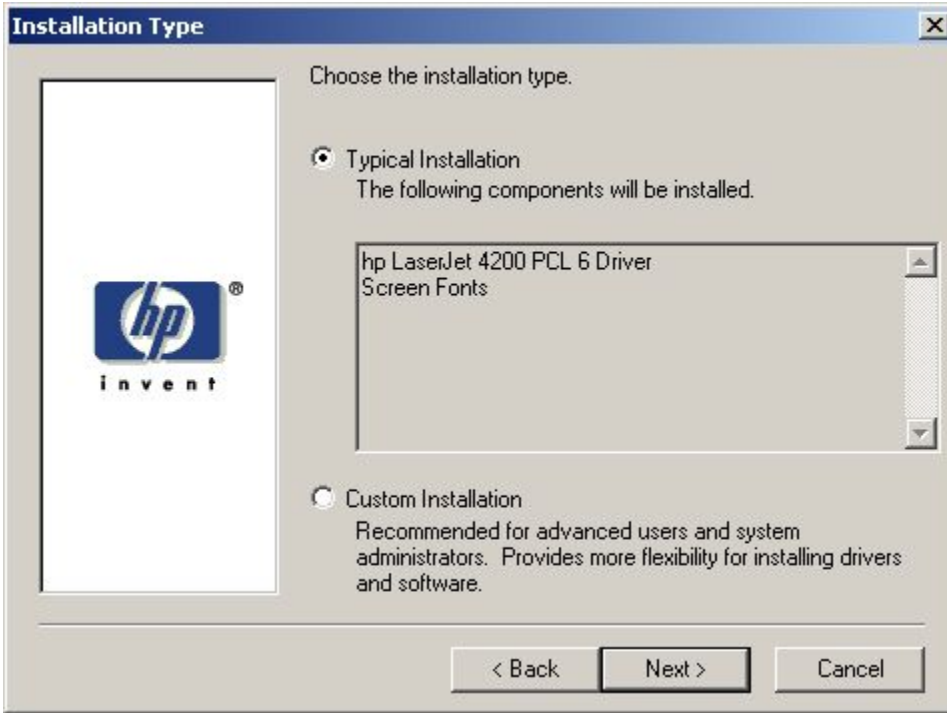 Installation Type
Choose the installation type.
Typical Installation
The following components will be installed.
hp LaserJet 4200 PCL 6 Driver
Screen Fonts
hp ®
invent
Custom Installation
Recommended for advanced users and system
administrators.  Provides more flexibility for installing drivers
and software.
< Back
Next >
Cancel